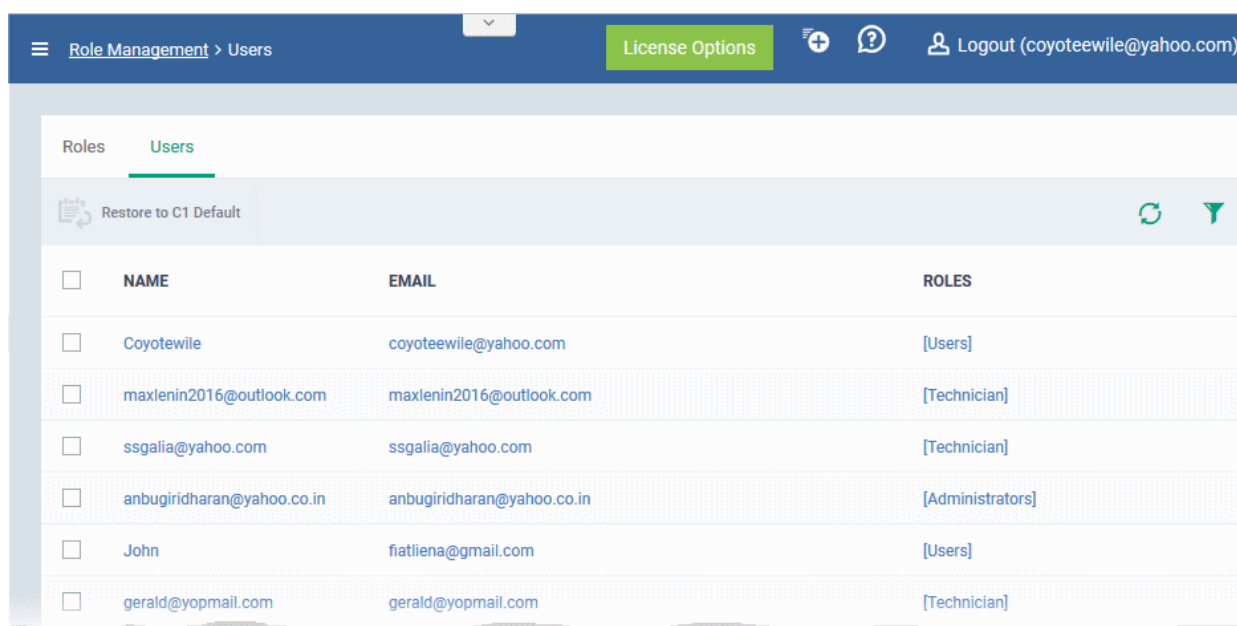 Role Management > Users License Options Logout (coyoteewile@yahoo.com)
Roles Users
Restore to C1 Default
NAME EMAIL ROLES
Coyotewile coyoteewile@yahoo.com [Users]
maxlenin2016@outlook.com maxlenin2016@outlook.com [Technician]
ssgalia@yahoo.com ssgalia@yahoo.com [Technician]
anbugiridharan@yahoo.co.in anbugiridharan@yahoo.co.in [Administrators]
John fiatliena@gmail.com [Users]
gerald@yopmail.com gerald@yopmail.com [Technician]